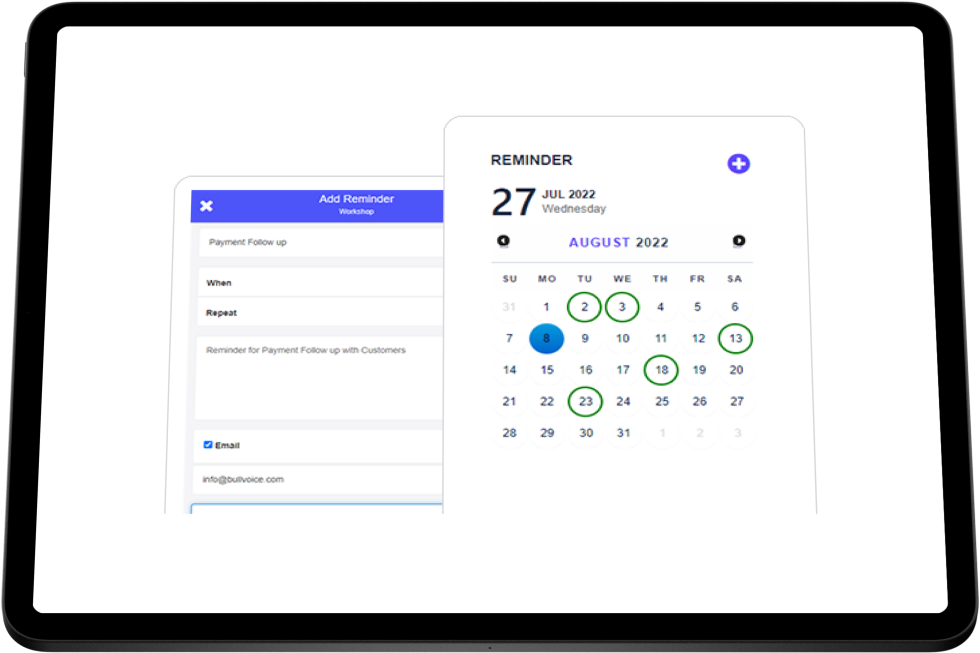 Add Reminder
Workshop
Payment Follow up
When
Repeat
Reminder for Payment Follow up with Customers
Email
info@bullvoice.com
REMINDER
27
JUL 2022
Wednesday
AUGUST 2022
SU MO TU WE TH FR SA
31 1 2 3 4 5 6
7 8 9 10 11 12 13
14 15 16 17 18 19 20
21 22 23 24 25 26 27
28 29 30 31 1 2 3